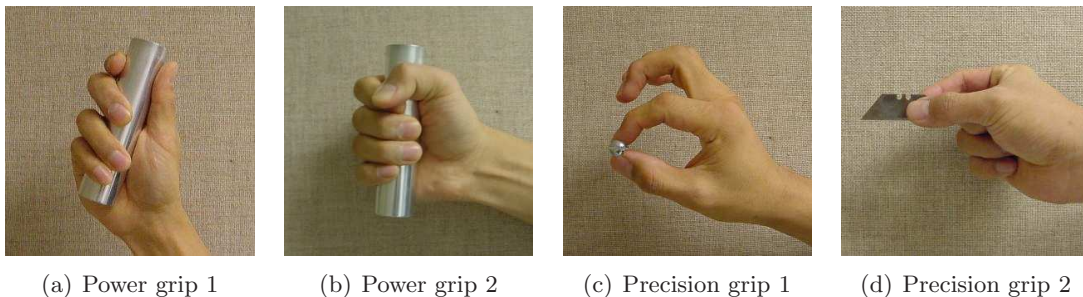 (a) Power grip 1
(b) Power grip 2
(c) Precision grip 1
(d) Precision grip 2